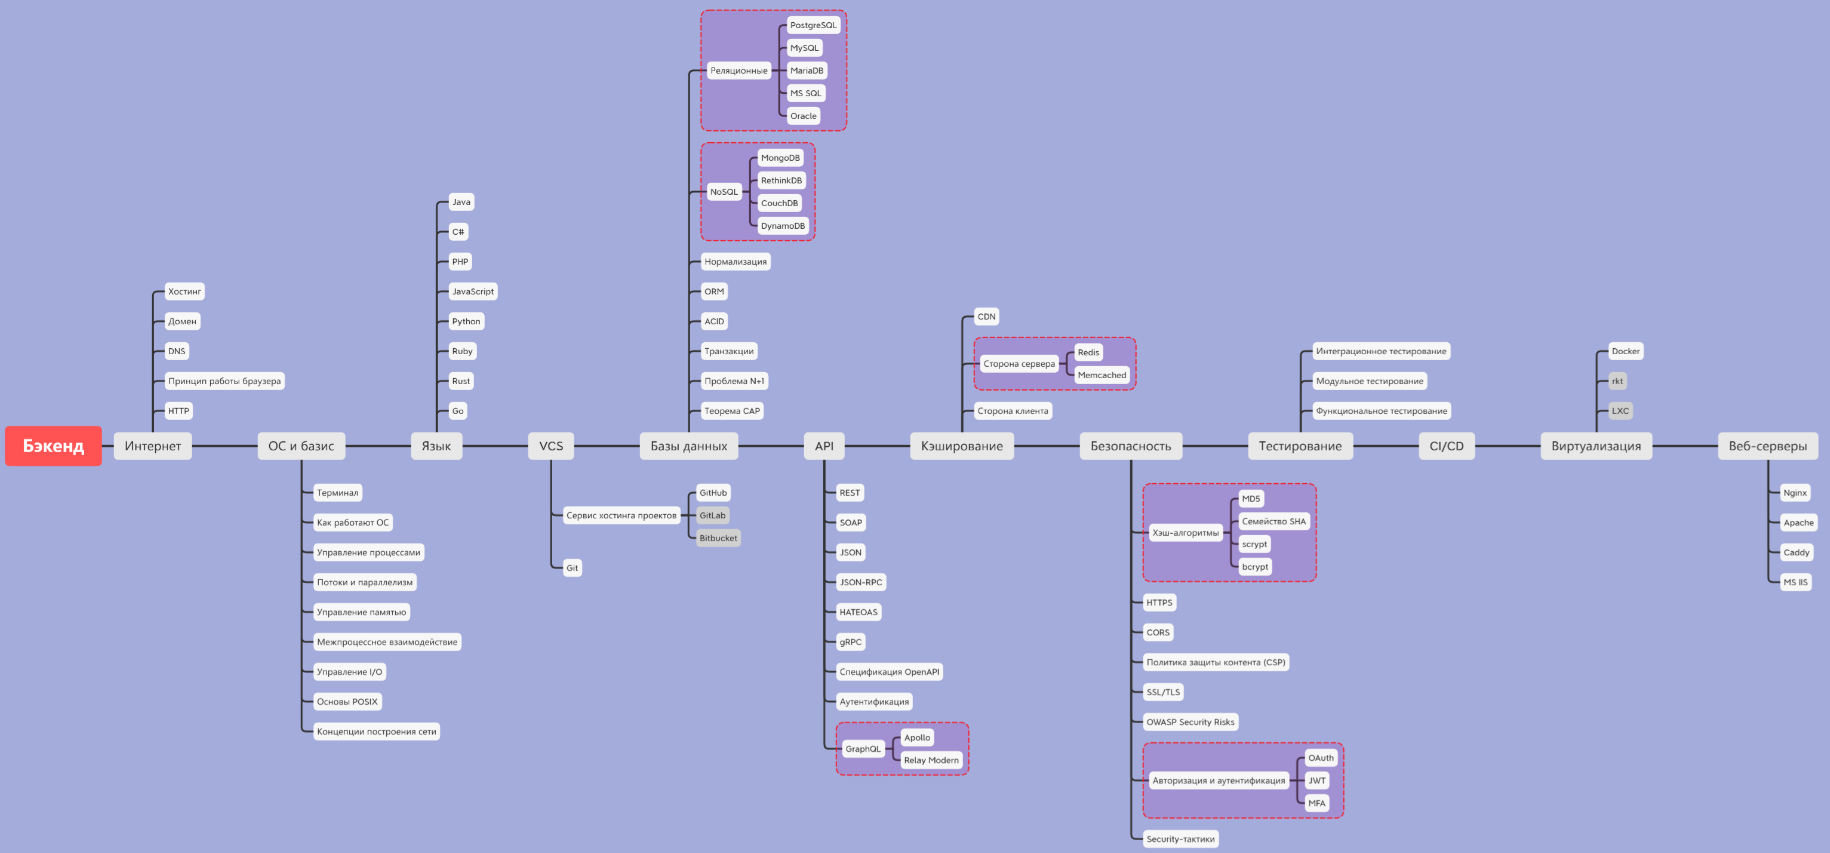 Бэкенд
Интернет
Хостинг
Домен
DNS
Принцип работы браузера
HTTP
ОС и базис
Терминал
Как работают ОС
Управление процессами
Потоки и параллелизм
Управление памятью
Межпроцессное взаимодействие
Управление I/O
Основы POSIX
Концепции построения сети
Язык
Java
C#
PHP
JavaScript
Python
Ruby
Rust
Go
VCS
Сервис хостинга проектов
GitHub
GitLab
Bitbucket
Git
Базы данных
Реляционные
PostgreSQL
MySQL
MariaDB
MS SQL
Oracle
NoSQL
MongoDB
RethinkDB
CouchDB
DynamoDB
Нормализация
ORM
ACID
Транзакции
Проблема N+1
Теорема CAP
API
REST
SOAP
JSON
JSON-RPC
HATEOAS
gRPC
Спецификация OpenAPI
Аутентификация
GraphQL
Apollo
Relay Modern
Кэширование
CDN
Сторона сервера
Redis
Memcached
Сторона клиента
Безопасность
Хэш-алгоритмы
MD5
Семейство SHA
scrypt
bcrypt
HTTPS
CORS
Политика защиты контента (CSP)
SSL/TLS
OWASP Security Risks
Авторизация и аутентификация
OAuth
JWT
MFA
Security-тактики
Тестирование
Интеграционное тестирование
Модульное тестирование
Функциональное тестирование
CI/CD
Виртуализация
Docker
rkt
LXC
Веб-серверы
Nginx
Apache
Caddy
MS IIS